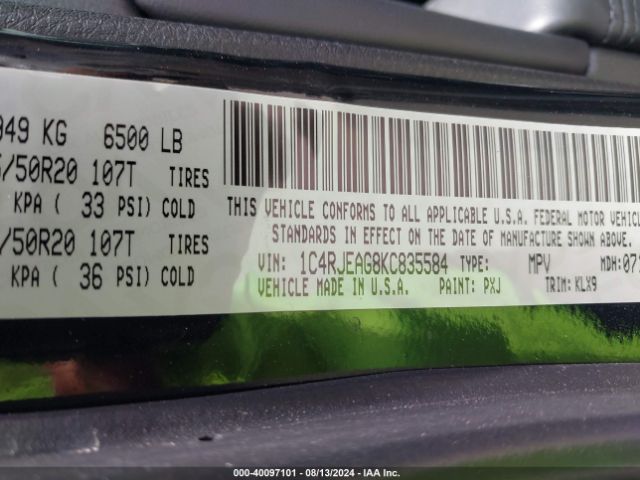 949 KG 6500 LB
/50R20 107T TIRES
KPA ( 33 PSI) COLD
/50R20 107T TIRES
KPA ( 36 PSI) COLD
THIS VEHICLE CONFORMS TO ALL APPLICABLE U.S.A. FEDERAL MOTOR VEHICLE
STANDARDS IN EFFECT ON THE DATE OF MANUFACTURE SHOWN ABOVE.
VIN: 1C4RJEAG8KC835584 TYPE: MPV MDH:071
VEHICLE MADE IN U.S.A. PAINT: PXJ TRIM: KLX9
000-40097101 - 08/13/2024 - IAA Inc.